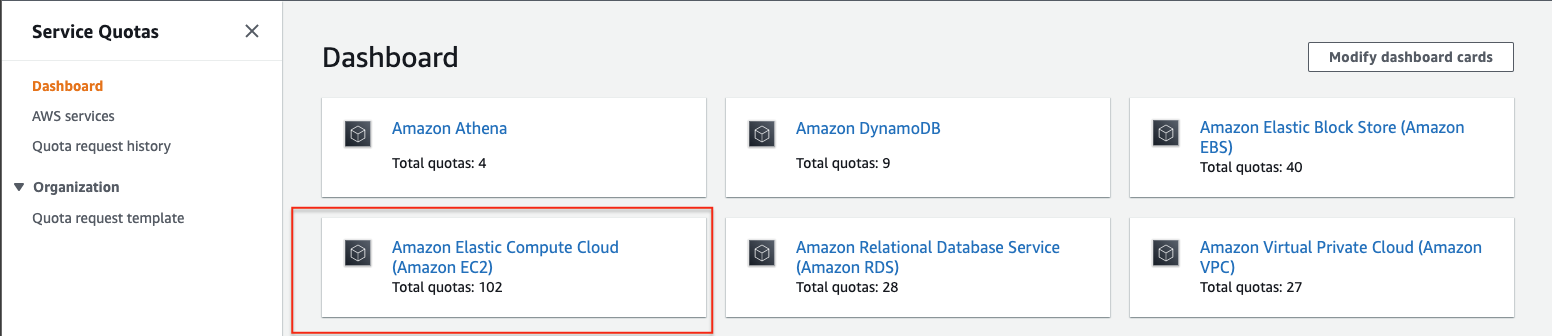 Service Quotas
Dashboard
AWS services
Quota request history
Organization
Quota request template
Dashboard
Modify dashboard cards
Amazon Athena
Total quotas: 4
Amazon DynamoDB
Total quotas: 9
Amazon Elastic Block Store (Amazon
EBS)
Total quotas: 40
Amazon Elastic Compute Cloud
(Amazon EC2)
Total quotas: 102
Amazon Relational Database Service
(Amazon RDS)
Total quotas: 28
Amazon Virtual Private Cloud (Amazon
VPC)
Total quotas: 27